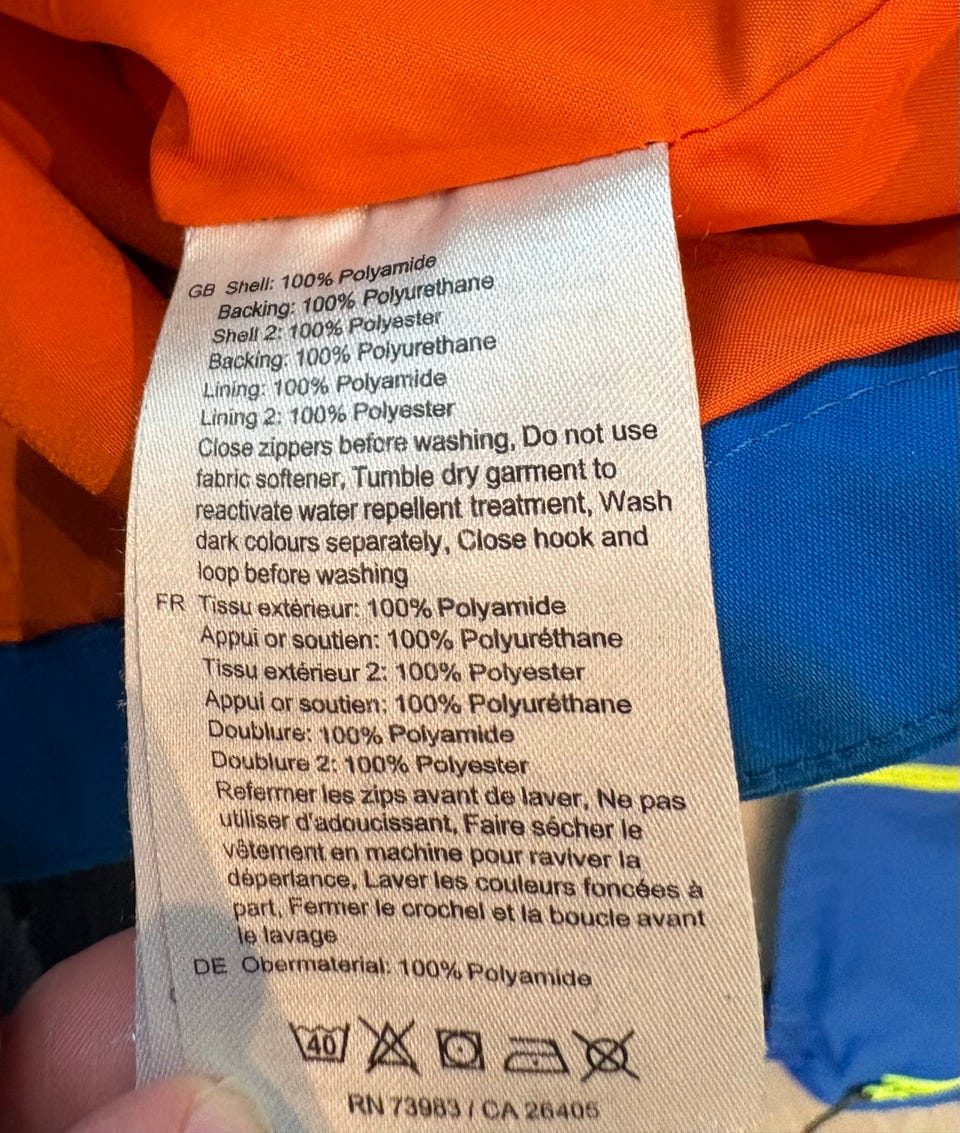 GB Shell: 100% Polyamide
Backing: 100% Polyurethane
Shell 2: 100% Polyester
Backing: 100% Polyurethane
Lining: 100% Polyamide
Lining 2: 100% Polyester
Close zippers before washing, Do not use
fabric softener, Tumble dry garment to
reactivate water repellent treatment, Wash
dark colours separately, Close hook and
loop before washing
FR Tissu extérieur: 100% Polyamide
Appui or soutien: 100% Polyuréthane
Tissu extérieur 2: 100% Polyester
Appui or soutien: 100% Polyuréthane
Doublure: 100% Polyamide
Doublure 2: 100% Polyester
Refermer les zips avant de laver, Ne pas
utiliser d'adoucissant, Faire sécher le
vêtement en machine pour raviver la
déperlance, Laver les couleurs foncées à
part, Fermer le crochel et la boucle avant
le lavage
DE Obermaterial: 100% Polyamide
40
RN 73983 / CA 26405